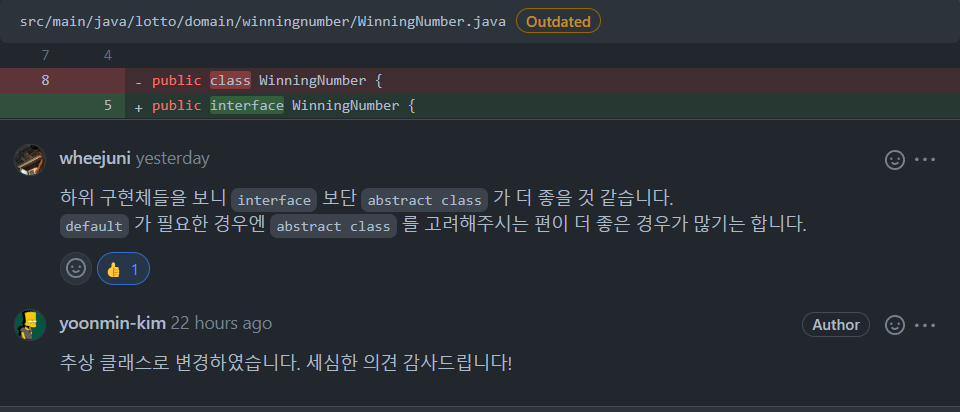 src/main/java/lotto/domain/winningnumber/WinningNumber.java Outdated
7 4
8 - public class WinningNumber {
5 + public interface WinningNumber {
wheejuni yesterday
하위 구현체들을 보니 interface 보단 abstract class 가 더 좋을 것 같습니다.
default 가 필요한 경우엔 abstract class 를 고려해주시는 편이 더 좋은 경우가 많기는 합니다.
👍 1
yoonmin-kim 22 hours ago Author
추상 클래스로 변경하였습니다. 세심한 의견 감사드립니다!